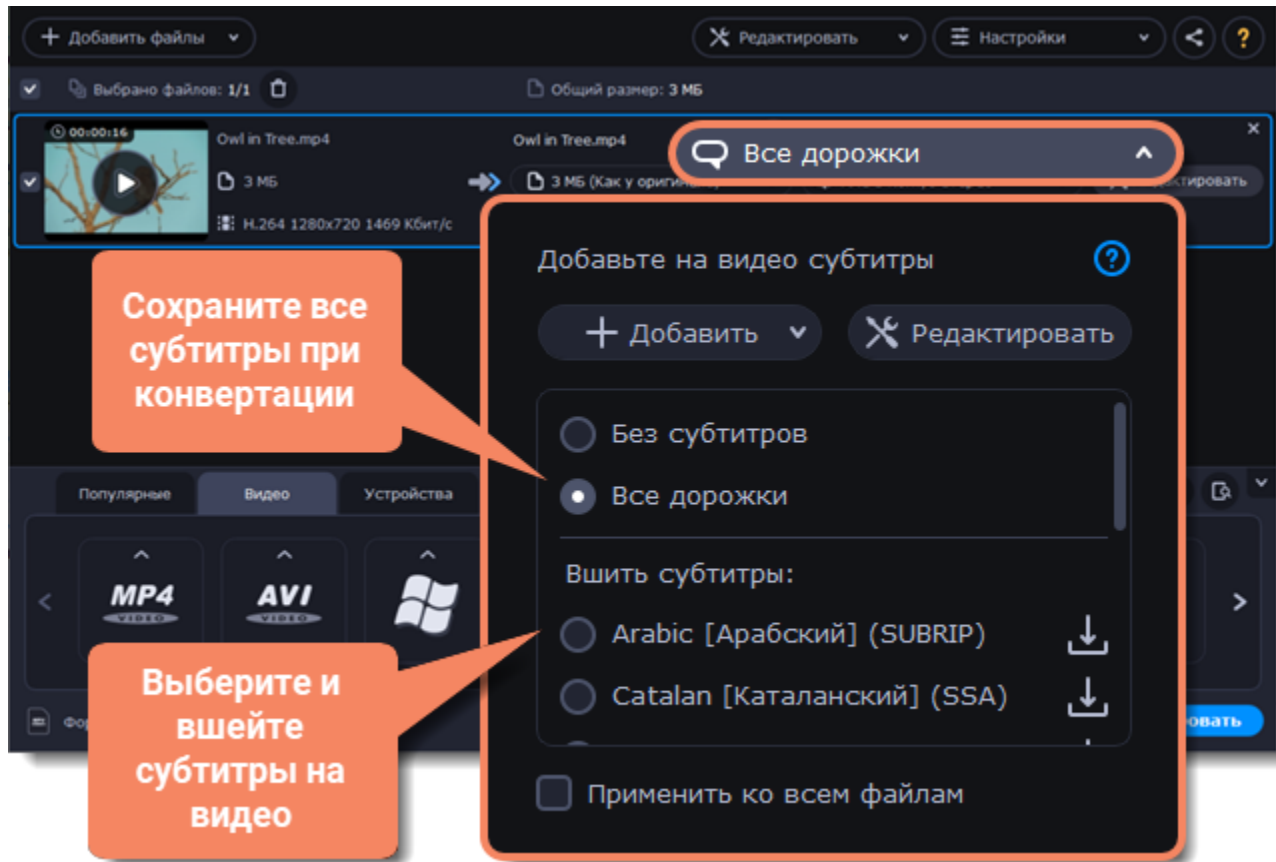 Добавить файлы
Редактировать
Настройки
?
Выбрано файлов: 1/1
Общий размер: 3 МБ
00:00:16
Owl in Tree.mp4
Owl in Tree.mp4
Все дорожки
3 МБ
3 МБ (Как у
H.264 1280x720 1469 Кбит/с
Добавьте на видео субтитры
?
Добавить
Редактировать
Сохраните все
субтитры при
конвертации
Без субтитров
Все дорожки
Популярные
Видео
Устройства
Вшить субтитры:
MP4
VIDEO
AVI
VIDEO
Arabic [Арабский] (SUBRIP)
Catalan [Каталанский] (SSA)
Выберите и
вшейте
субтитры на
видео
Применить ко всем файлам